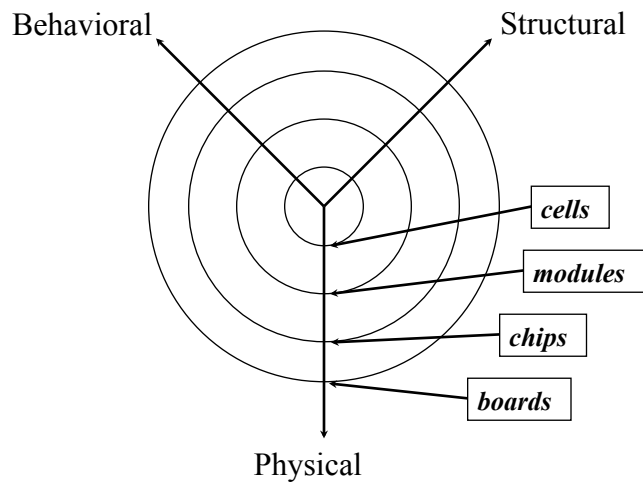 Behavioral
Structural
cells
modules
chips
boards
Physical